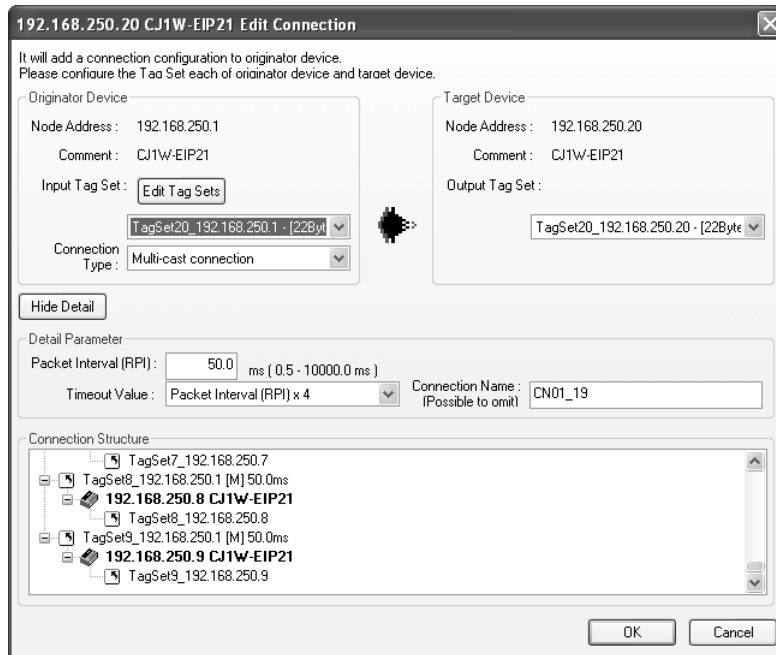 192.168.250.20 CJ1W-EIP21 Edit Connection
It will add a connection configuration to originator device.
Please configure the Tag Set each of originator device and target device.
Originator Device
Node Address : 192.168.250.1
Comment : CJ1W-EIP21
Input Tag Set : Edit Tag Sets
TagSet20_192.168.250.1 - [22Byt
Connection
Type : Multi-cast connection
Target Device
Node Address : 192.168.250.20
Comment : CJ1W-EIP21
Output Tag Set :
TagSet20_192.168.250.20 - [22Byte
Hide Detail
Detail Parameter
Packet Interval (RPI) : 50.0 ms ( 0.5 - 10000.0 ms )
Timeout Value : Packet Interval (RPI) x 4
Connection Name :
(Possible to omit) CN01_19
Connection Structure
TagSet7_192.168.250.7
TagSet8_192.168.250.1 [M] 50.0ms
192.168.250.8 CJ1W-EIP21
TagSet8_192.168.250.8
TagSet9_192.168.250.1 [M] 50.0ms
192.168.250.9 CJ1W-EIP21
TagSet9_192.168.250.9
OK Cancel